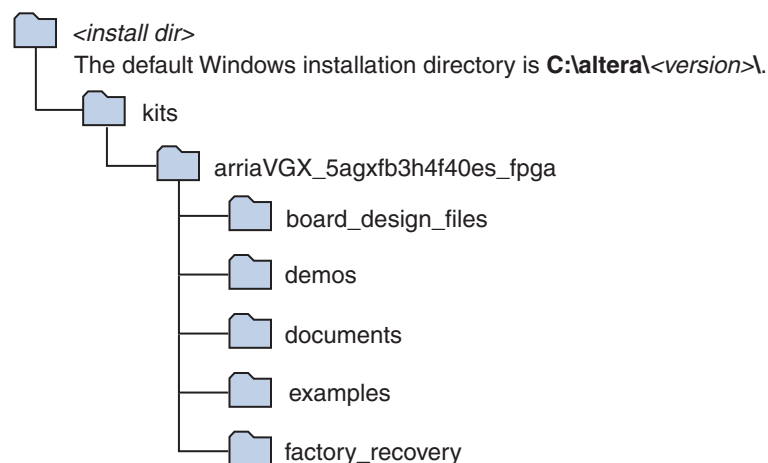 <install dir>
The default Windows installation directory is C:\altera\<version>\.
kits
arriaVGX_5agxfb3h4f40es_fpga
board_design_files
demos
documents
examples
factory_recovery